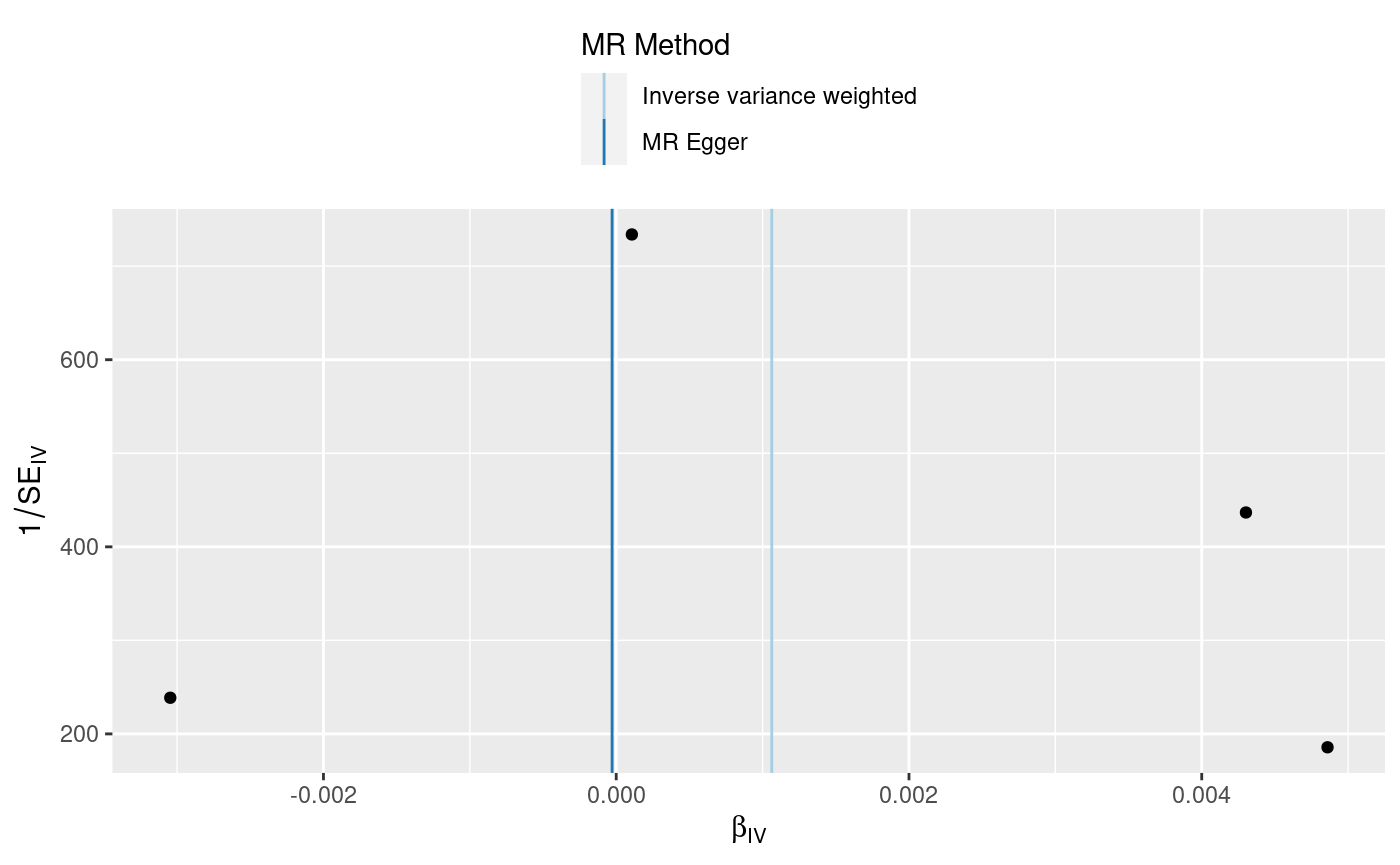 MR Method
Inverse variance weighted
MR Egger
600
400
200
1/SE_IV
-0.002
0.000
0.002
0.004
β_IV